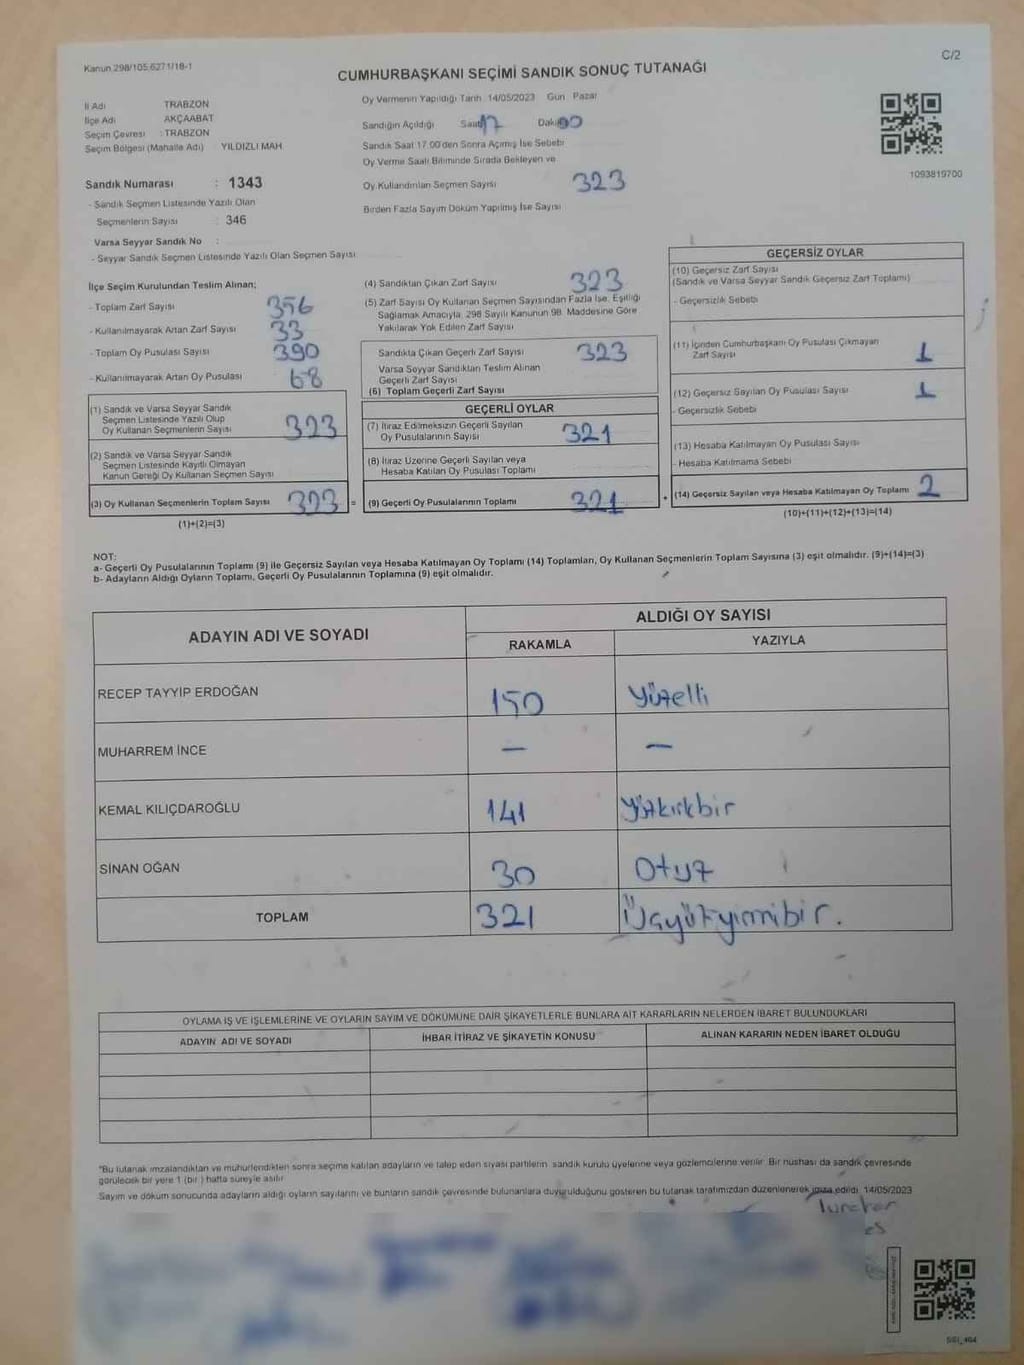 Kanun 298/105,6271/18-1
C/2
CUMHURBAŞKANI SEÇİMİ SANDIK SONUÇ TUTANAĞI
İl Adı TRABZON
İlçe Adı AKÇAABAT
Seçim Çevresi : TRABZON
Seçim Bölgesi (Mahalle Adı) YILDIZLI MAH
Sandık Numarası : 1343
- Sandık Seçmen Listesinde Yazılı Olan
Seçmenlerin Sayısı : 346
Varsa Seyyar Sandık No :
- Seyyar Sandık Seçmen Listesinde Yazılı Olan Seçmen Sayısı
Oy Vermenin Yapıldığı Tarih 14/05/2023 Gün Pazar
Sandığın Açıldığı Saat 17 Dakika 00
Sandık Saat 17.00'den Sonra Açımış İse Sebebi
Oy Verme Saati Bitiminde Sırada Bekleyen ve
Oy Kullandırılan Seçmen Sayısı 323
Birden Fazla Sayım Döküm Yapılmış İse Sayısı
1093819700
İlçe Seçim Kurulundan Teslim Alınan;
- Toplam Zarf Sayısı 356
- Kullanılmayarak Artan Zarf Sayısı 33
- Toplam Oy Pusulası Sayısı 390
- Kullanılmayarak Artan Oy Pusulası 68
(1) Sandık ve Varsa Seyyar Sandık
Seçmen Listesinde Yazılı Olup
Oy Kullanan Seçmenlerin Sayısı 323
(2) Sandık ve Varsa Seyyar Sandık
Seçmen Listesinde Kayıtlı Olmayan
Kanun Gereği Oy Kullanan Seçmen Sayısı
(3) Oy Kullanan Seçmenlerin Toplam Sayısı 323 =
(1)+(2)=(3)
(4) Sandıktan Çıkan Zarf Sayısı 323
(5) Zarf Sayısı Oy Kullanan Seçmen Sayısından Fazla İse, Eşitliği
Sağlamak Amacıyla, 298 Sayılı Kanunun 98. Maddesine Göre
Yakılarak Yok Edilen Zarf Sayısı
Sandıkta Çıkan Geçerli Zarf Sayısı 323
Varsa Seyyar Sandıktan Teslim Alınan
Geçerli Zarf Sayısı
(6) Toplam Geçerli Zarf Sayısı
GEÇERLİ OYLAR
(7) İtiraz Edilmeksizin Geçerli Sayılan
Oy Pusulalarının Sayısı 321
(8) İtiraz Üzerine Geçerli Sayılan veya
Hesaba Katılan Oy Pusulası Toplamı
(9) Geçerli Oy Pusulalarının Toplamı 321 +
GEÇERSİZ OYLAR
(10) Geçersiz Zarf Sayısı
(Sandık ve Varsa Seyyar Sandık Geçersiz Zarf Toplamı)
- Geçersizlik Sebebi
(11) İçinden Cumhurbaşkanı Oy Pusulası Çıkmayan
Zarf Sayısı 1
(12) Geçersiz Sayılan Oy Pusulası Sayısı 1
- Geçersizlik Sebebi
(13) Hesaba Katılmayan Oy Pusulası Sayısı
- Hesaba Katılmama Sebebi
(14) Geçersiz Sayılan veya Hesaba Katılmayan Oy Toplamı 2
(10)+(11)+(12)+(13)=(14)
NOT:
a- Geçerli Oy Pusulalarının Toplamı (9) ile Geçersiz Sayılan veya Hesaba Katılmayan Oy Toplamı (14) Toplamları, Oy Kullanan Seçmenlerin Toplam Sayısına (3) eşit olmalıdır. (9)+(14)=(3)
b- Adayların Aldığı Oyların Toplamı, Geçerli Oy Pusulalarının Toplamına (9) eşit olmalıdır.
ADAYIN ADI VE SOYADI
ALDIĞI OY SAYISI
RAKAMLA YAZIYLA
RECEP TAYYİP ERDOĞAN 150 Yüzelli
MUHARREM İNCE — —
KEMAL KILIÇDAROĞLU 141 Yüzkırkbir
SİNAN OĞAN 30 Otuz
TOPLAM 321 Üçyüzyirmibir.
OYLAMA İŞ VE İŞLEMLERİNE VE OYLARIN SAYIM VE DÖKÜMÜNE DAİR ŞİKAYETLERLE BUNLARA AİT KARARLARIN NELERDEN İBARET BULUNDUKLARI
ADAYIN ADI VE SOYADI İHBAR İTİRAZ VE ŞİKAYETİN KONUSU ALINAN KARARIN NEDEN İBARET OLDUĞU
*Bu tutanak imzalandıktan ve mühürlendikten sonra seçime katılan adayların ve talep eden siyasi partilerin sandık kurulu üyelerine veya gözlemcilerine verilir. Bir nüshası da sandık çevresinde
görülecek bir yere 1 (bir ) hafta süreyle asılır
Sayım ve döküm sonucunda adayların aldığı oyların sayılarını ve bunların sandık çevresinde bulunanlara duyurulduğunu gösteren bu tutanak tarafımızdan düzenlenerek imza edildi. 14/05/2023